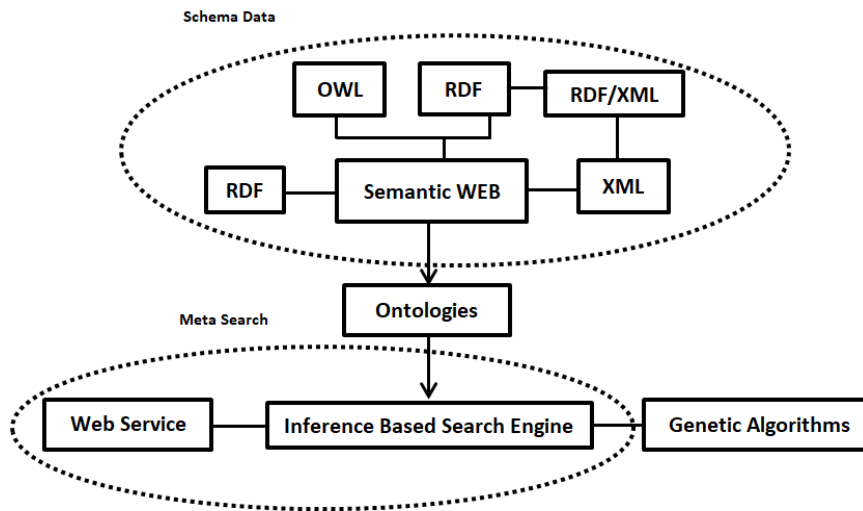 Schema Data
OWL
RDF
RDF/XML
RDF
Semantic WEB
XML
Ontologies
Meta Search
Web Service
Inference Based Search Engine
Genetic Algorithms